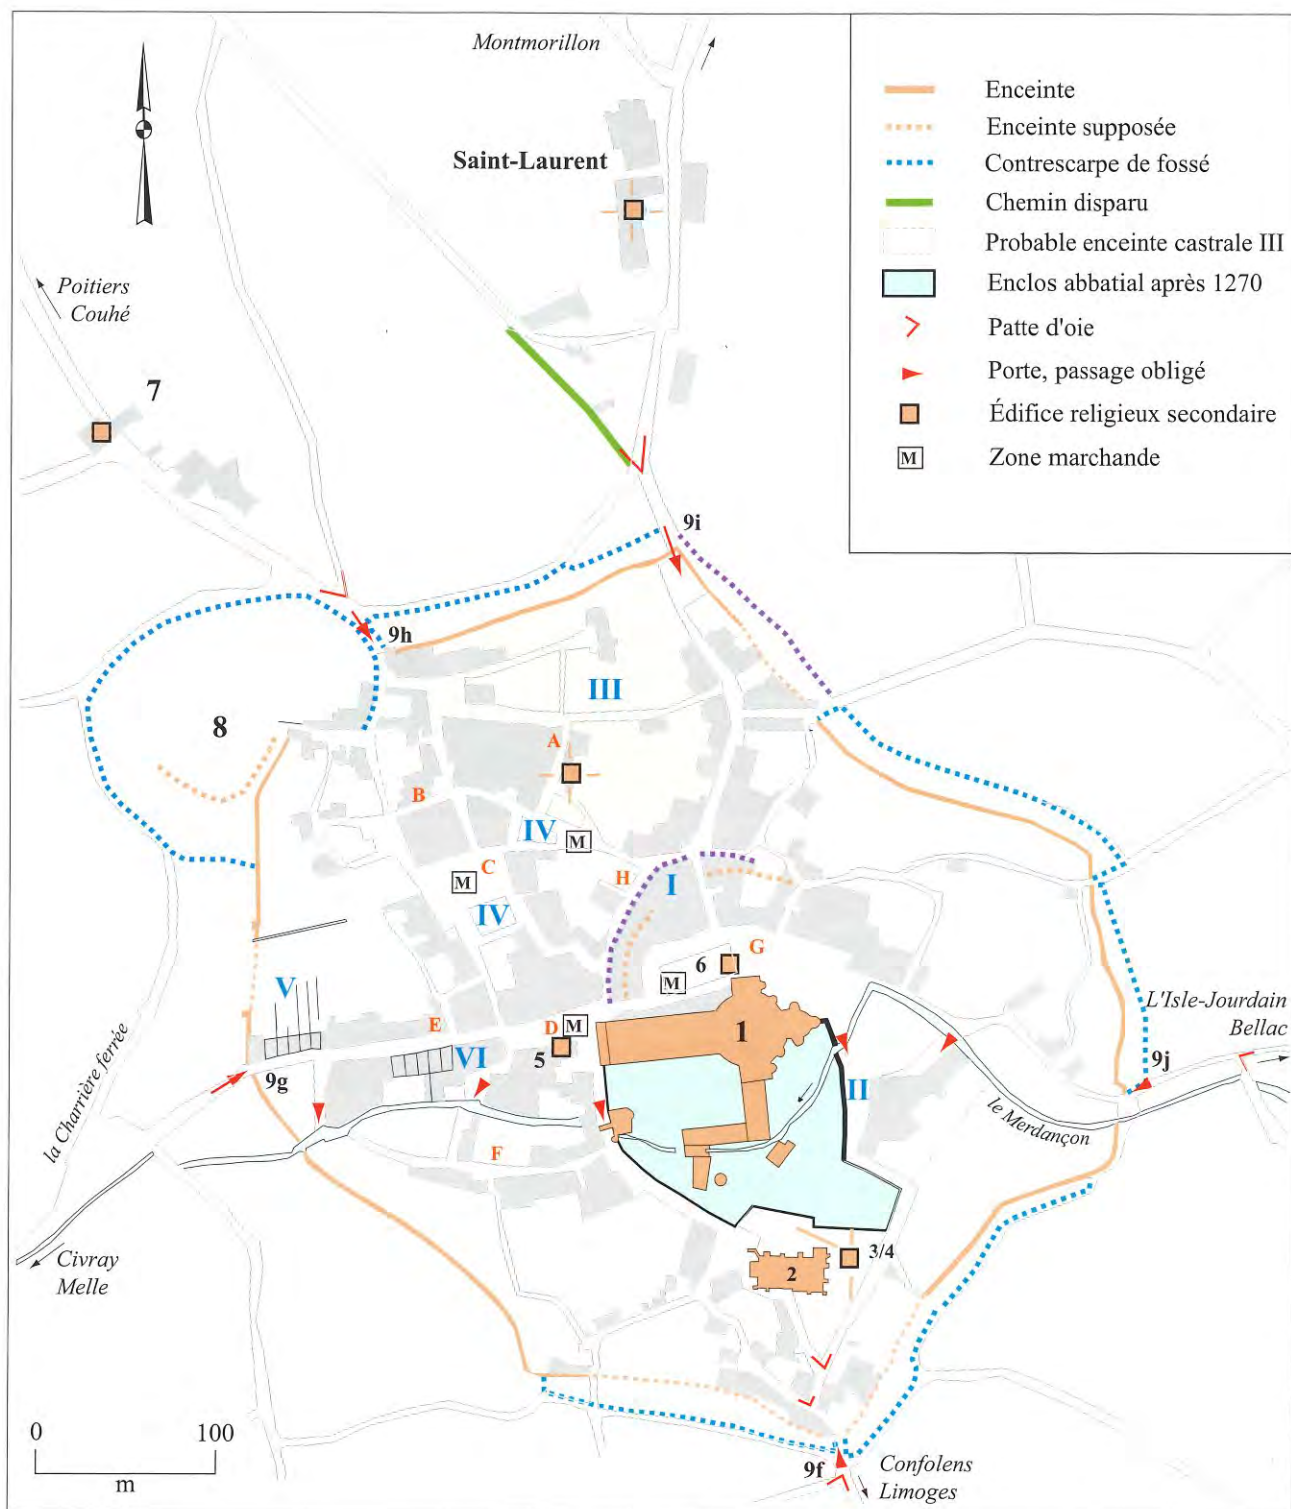 Montmorillon
Saint-Laurent
Poitiers
Couhé
7
Enceinte
Enceinte supposée
Contrescarpe de fossé
Chemin disparu
Probable enceinte castrale III
Enclos abbatial après 1270
Patte d'oie
Porte, passage obligé
Édifice religieux secondaire
M Zone marchande
9i
9h
III
8
A
B
IV
M
C
M
H
I
IV
G
6
M
V
E
D
M
1
L'Isle-Jourdain
Bellac
VI
5
II
9j
9g
la Charrière ferrée
le Merdançon
F
Civray
Melle
3/4
2
0 100
m
9f
Confolens
Limoges